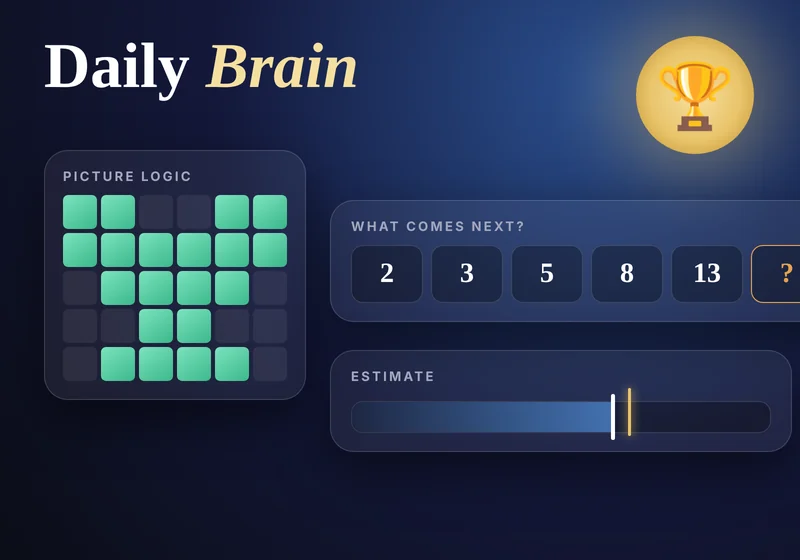 Daily Brain
PICTURE LOGIC
WHAT COMES NEXT?
2 3 5 8 13 ?
ESTIMATE